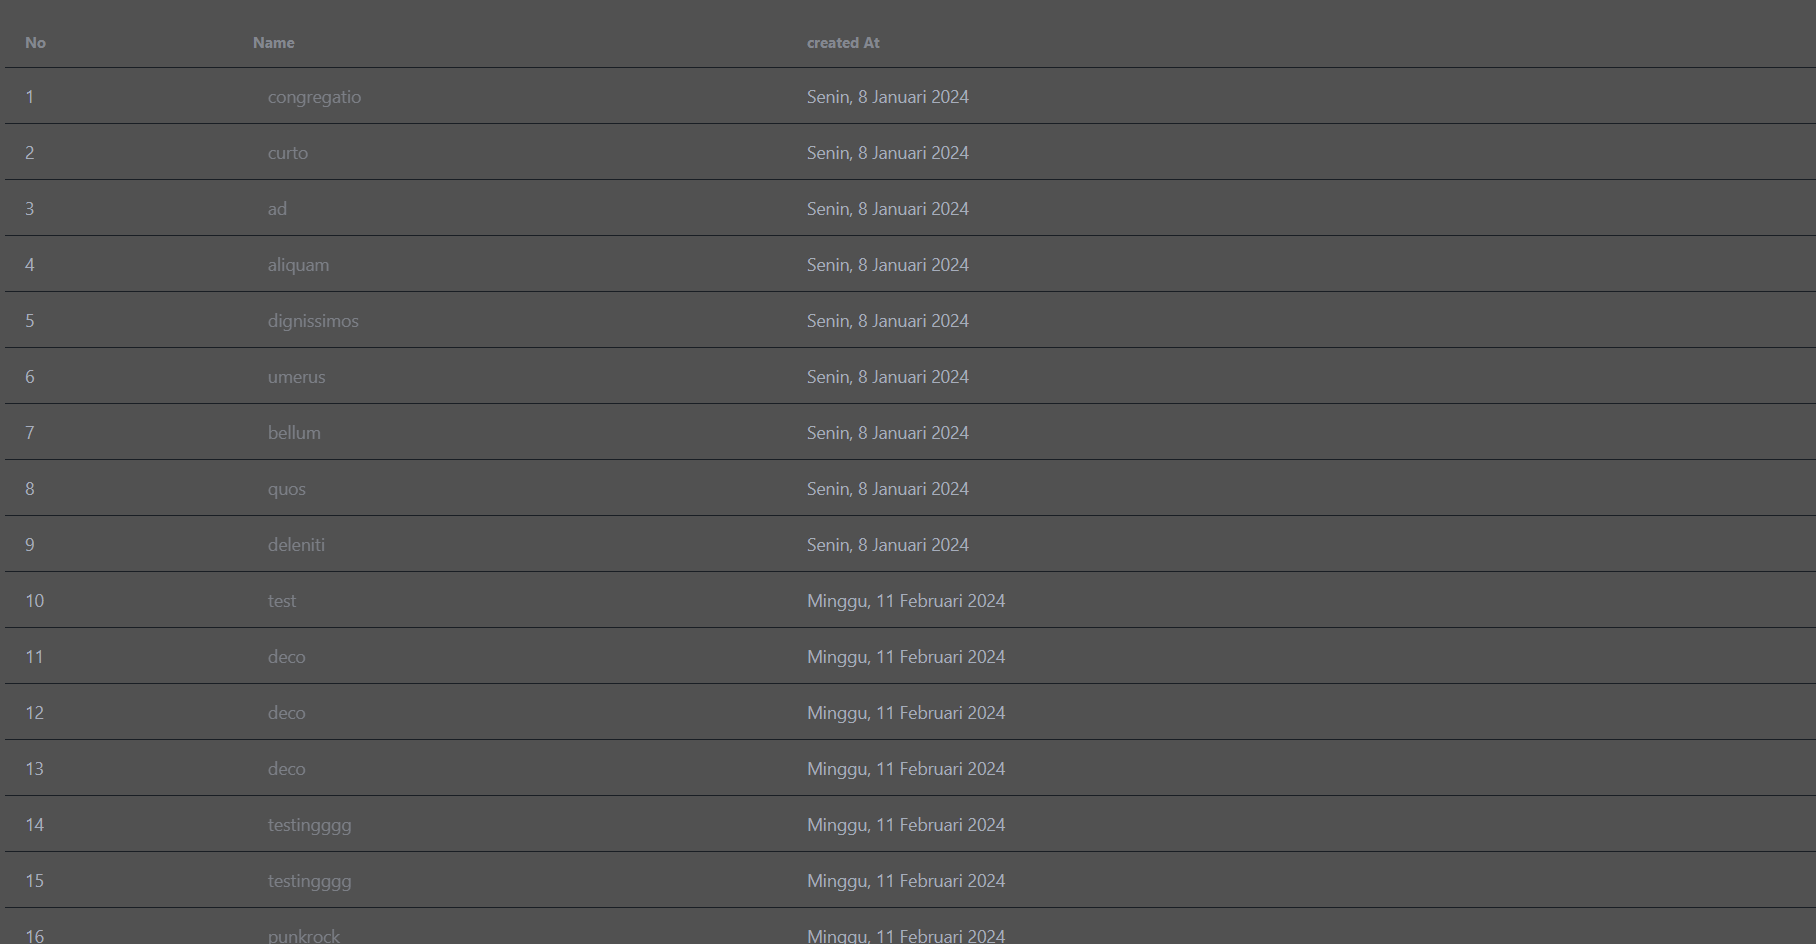 No Name created At
1 congregatio Senin, 8 Januari 2024
2 curto Senin, 8 Januari 2024
3 ad Senin, 8 Januari 2024
4 aliquam Senin, 8 Januari 2024
5 dignissimos Senin, 8 Januari 2024
6 umerus Senin, 8 Januari 2024
7 bellum Senin, 8 Januari 2024
8 quos Senin, 8 Januari 2024
9 deleniti Senin, 8 Januari 2024
10 test Minggu, 11 Februari 2024
11 deco Minggu, 11 Februari 2024
12 deco Minggu, 11 Februari 2024
13 deco Minggu, 11 Februari 2024
14 testingggg Minggu, 11 Februari 2024
15 testingggg Minggu, 11 Februari 2024
16 punkrock Minggu, 11 Februari 2024